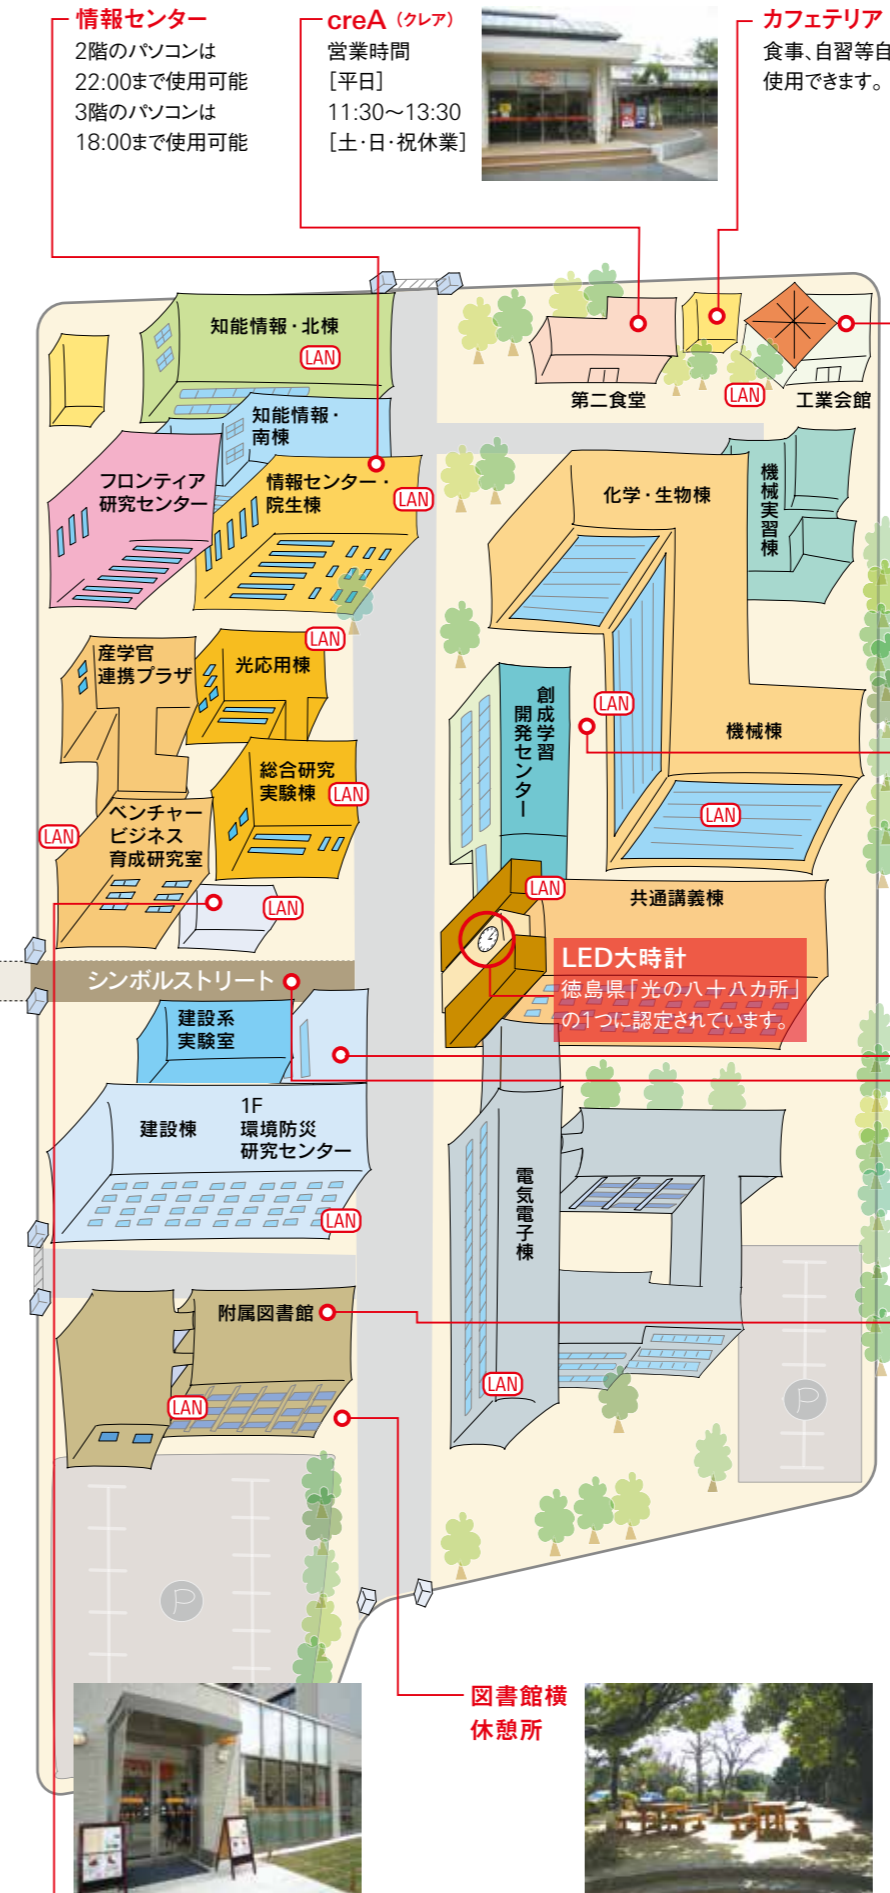 情報センター
2階のパソコンは
22:00まで使用可能
3階のパソコンは
18:00まで使用可能
creA（クレア）
営業時間
［平日］
11:30〜13:30
［土・日・祝休業］
カフェテリア
食事、自習等自
使用できます。
知能情報・北棟
LAN
知能情報・
南棟
フロンティア
研究センター
情報センター・
院生棟
LAN
第二食堂
LAN
工業会館
化学・生物棟
機械実習棟
産学官
連携プラザ
光応用棟
LAN
総合研究
実験棟
LAN
ベンチャー
ビジネス
育成研究室
LAN
LAN
創成学習
開発センター
LAN
機械棟
LAN
LAN
共通講義棟
LED大時計
徳島県「光の八十八カ所」
の1つに認定されています。
シンボルストリート
建設系
実験室
建設棟
1F
環境防災
研究センター
LAN
電気電子棟
LAN
附属図書館
LAN
P
P
図書館横
休憩所